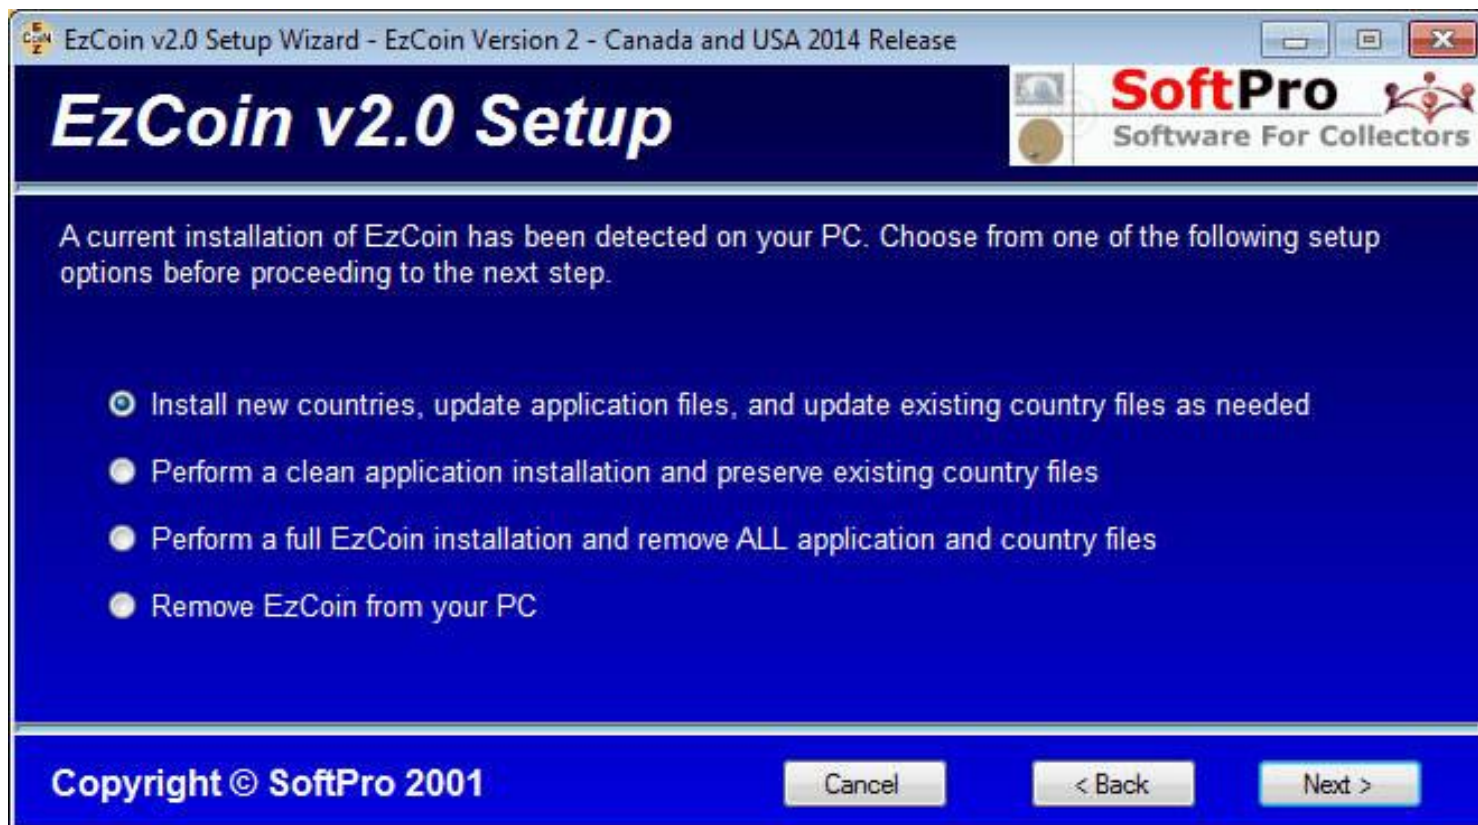 EzCoin v2.0 Setup Wizard - EzCoin Version 2 - Canada and USA 2014 Release
EzCoin v2.0 Setup
SoftPro
Software For Collectors
A current installation of EzCoin has been detected on your PC. Choose from one of the following setup
options before proceeding to the next step.
Install new countries, update application files, and update existing country files as needed
Perform a clean application installation and preserve existing country files
Perform a full EzCoin installation and remove ALL application and country files
Remove EzCoin from your PC
Copyright © SoftPro 2001
Cancel
< Back
Next >